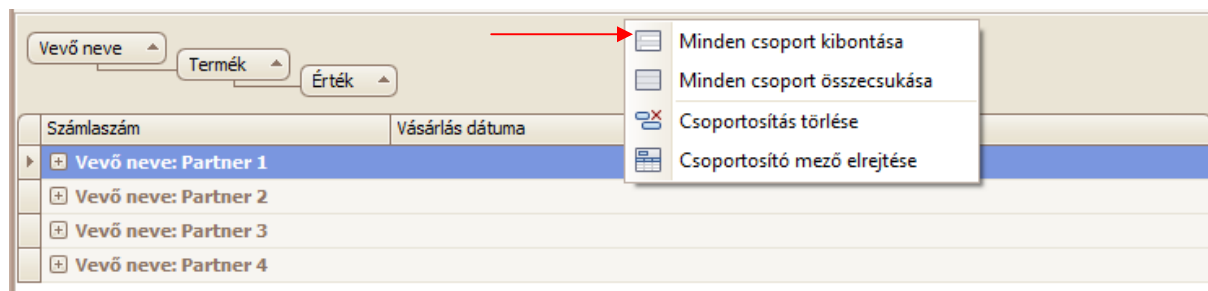 Vevő neve
Termék
Érték
Minden csoport kibontása
Minden csoport összecsukása
Csoportosítás törlése
Csoportosító mező elrejtése
Számlaszám Vásárlás dátuma
Vevő neve: Partner 1
Vevő neve: Partner 2
Vevő neve: Partner 3
Vevő neve: Partner 4